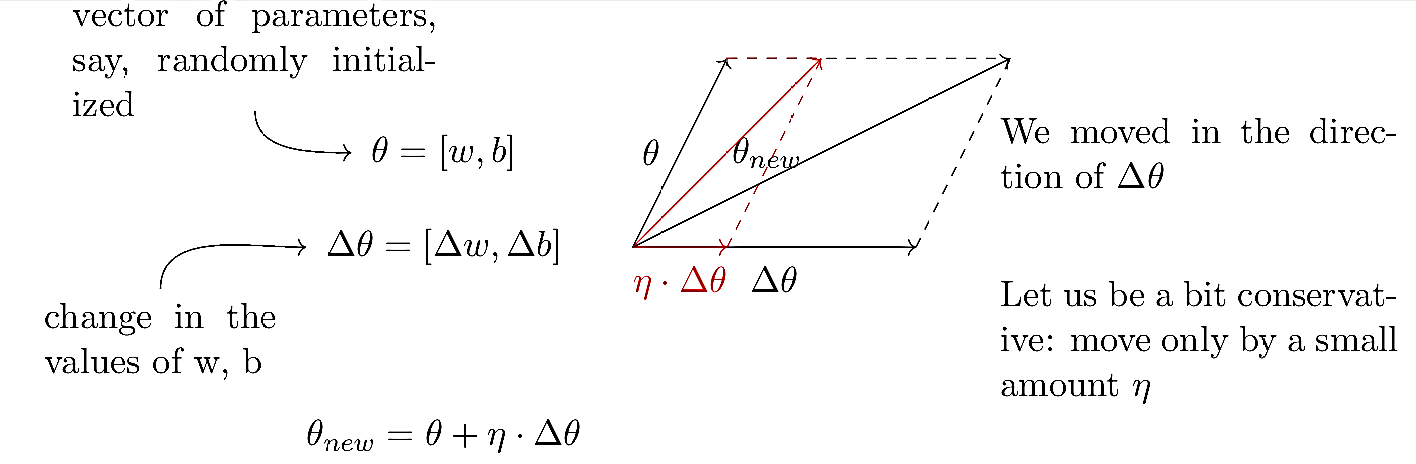 vector of parameters,
say, randomly initial-
ized
θ = [w, b]
Δθ = [Δw, Δb]
change in the
values of w, b
θ_new = θ + η · Δθ
θ
θ_new
η · Δθ
Δθ
We moved in the direc-
tion of Δθ
Let us be a bit conservat-
ive: move only by a small
amount η